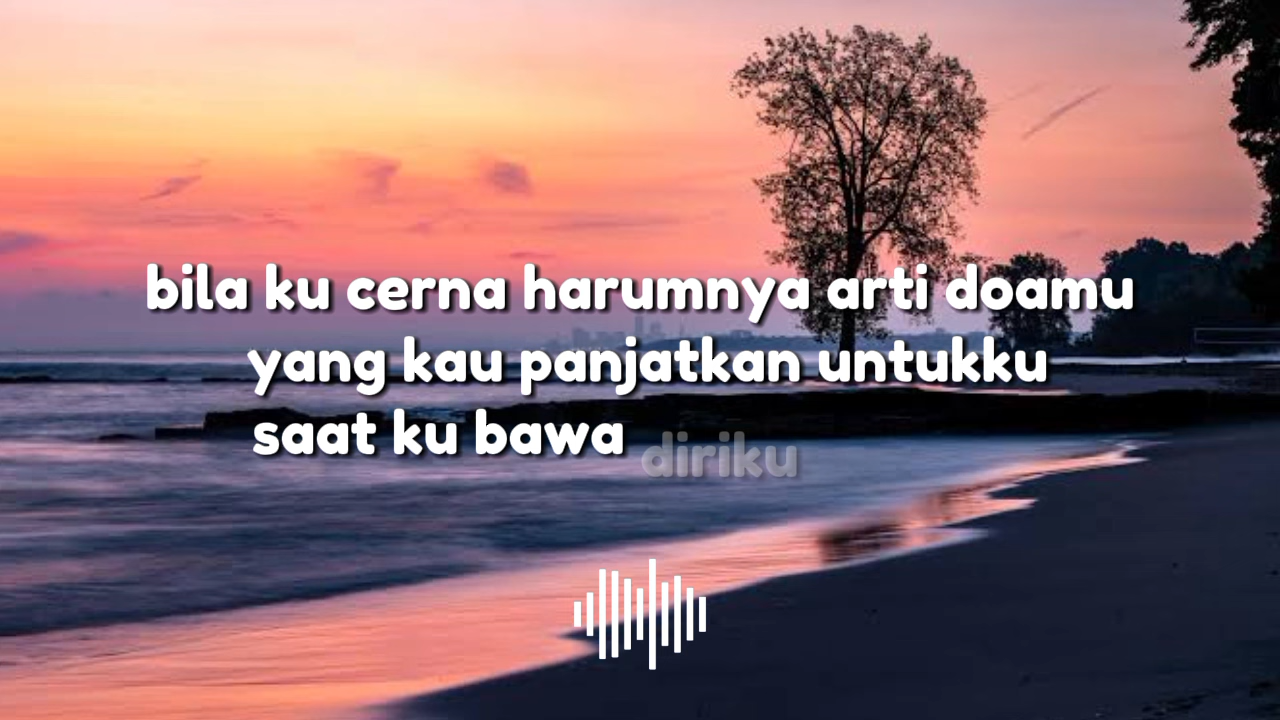 bila ku cerna harumnya arti doamu
yang kau panjatkan untukku
saat ku bawa diriku